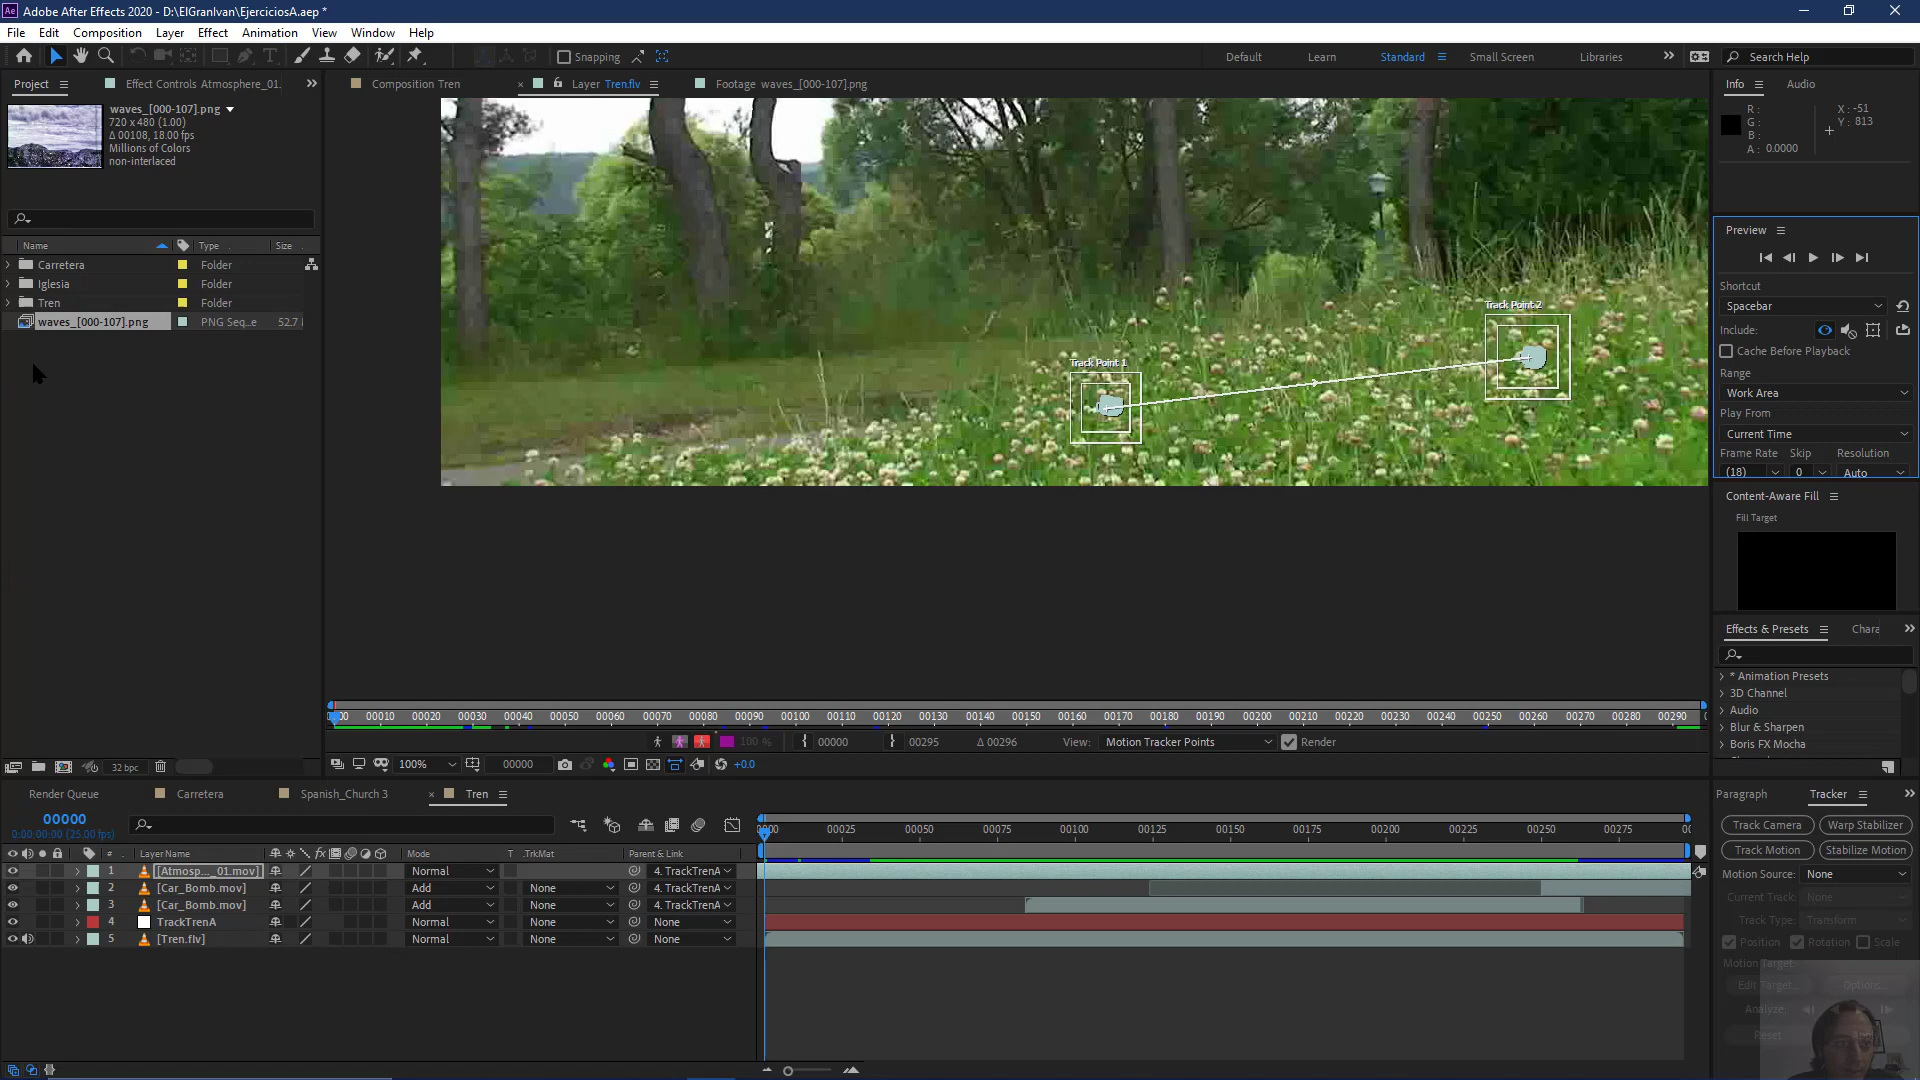 Adobe After Effects 2020 - D:\ElGranIvan\EjerciciosA.aep *
File Edit Composition Layer Effect Animation View Window Help
Snapping
Default Learn Standard Small Screen Libraries
Search Help
Project
Effect Controls Atmosphere_01.
Composition Tren
Layer Tren.flv
Footage waves_[000-107].png
waves_[000-107].png
720 x 480 (1.00)
Δ 00108, 18.00 fps
Millions of Colors
non-interlaced
Name Type Size
Carretera Folder
Iglesia Folder
Tren Folder
waves_[000-107].png PNG Seq...e 52.7
32 bpc
Track Point 1
Track Point 2
00010 00020 00030 00040 00050 00060 00070 00080 00090 00100 00110 00120 00130 00140 00150 00160 00170 00180 00190 00200 00210 00220 00230 00240 00250 00260 00270 00280 00290
100 % 00000 00295 Δ 00296 View: Motion Tracker Points Render
100% 00000 +0.0
Info Audio
R :
G :
B :
A : 0.0000
X : -51
Y : 813
Preview
Shortcut
Spacebar
Include:
Cache Before Playback
Range
Work Area
Play From
Current Time
Frame Rate Skip Resolution
(18) 0 Auto
Content-Aware Fill
Fill Target
Effects & Presets Chara
* Animation Presets
3D Channel
Audio
Blur & Sharpen
Boris FX Mocha
Render Queue Carretera Spanish_Church 3 Tren
00000
0:00:00:00 (25.00 fps)
# Layer Name Mode T .TrkMat Parent & Link
00025 00050 00075 00100 00125 00150 00175 00200 00225 00250 00275
1 [Atmosp..._01.mov] Normal 4. TrackTrenA
2 [Car_Bomb.mov] Add None 4. TrackTrenA
3 [Car_Bomb.mov] Add None 4. TrackTrenA
4 TrackTrenA Normal None None
5 [Tren.flv] Normal None None
Paragraph Tracker
Track Camera Warp Stabilizer
Track Motion Stabilize Motion
Motion Source: None
Current Track: None
Track Type: Transform
Position Rotation Scale
Motion Target:
Edit Target... Options...
Analyze:
Reset